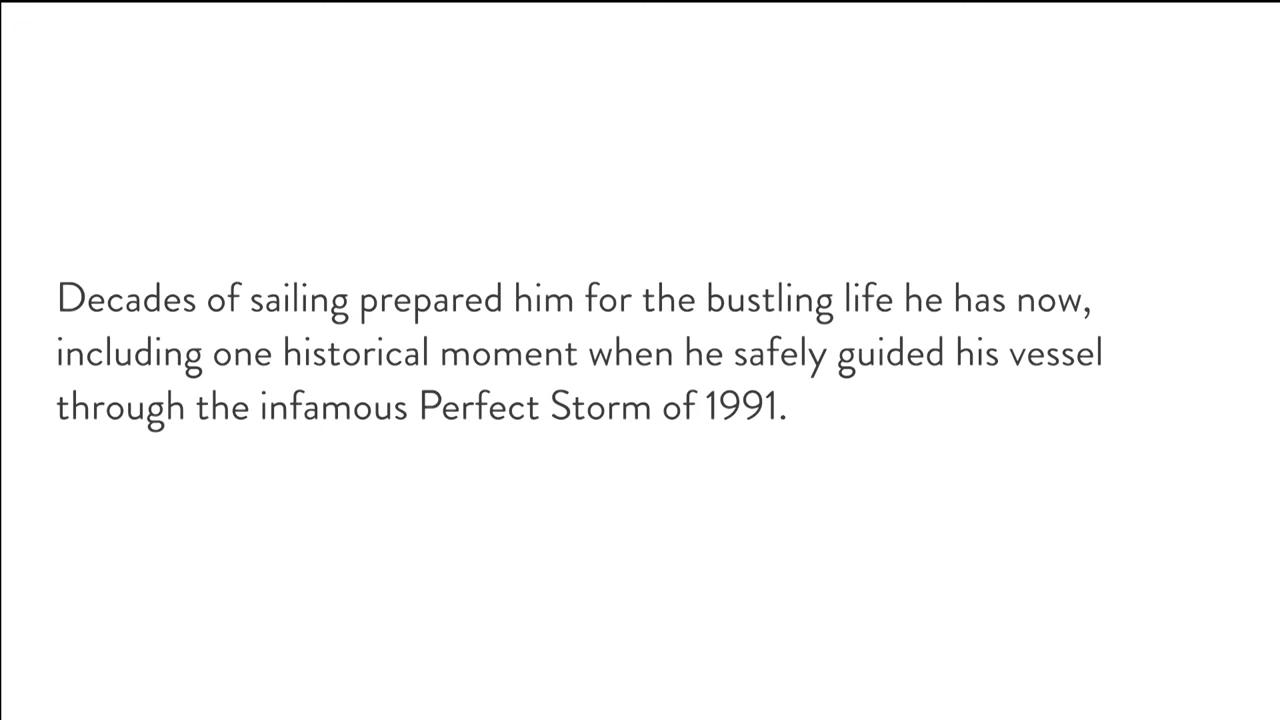 Decades of sailing prepared him for the bustling life he has now,
including one historical moment when he safely guided his vessel
through the infamous Perfect Storm of 1991.